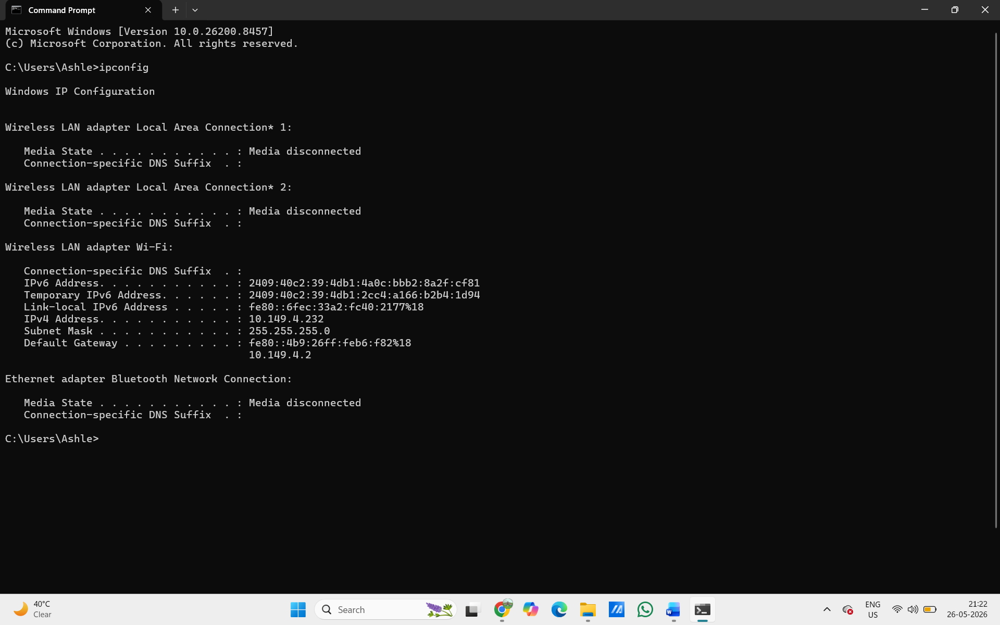 Command Prompt
Microsoft Windows [Version 10.0.26200.8457]
(c) Microsoft Corporation. All rights reserved.
C:\Users\Ashle>ipconfig
Windows IP Configuration
Wireless LAN adapter Local Area Connection* 1:
   Media State . . . . . . . . . . . : Media disconnected
   Connection-specific DNS Suffix  . :
Wireless LAN adapter Local Area Connection* 2:
   Media State . . . . . . . . . . . : Media disconnected
   Connection-specific DNS Suffix  . :
Wireless LAN adapter Wi-Fi:
   Connection-specific DNS Suffix  . :
   IPv6 Address. . . . . . . . . . . : 2409:40c2:39:4db1:4a0c:bbb2:8a2f:cf81
   Temporary IPv6 Address. . . . . . : 2409:40c2:39:4db1:2cc4:a166:b2b4:1d94
   Link-local IPv6 Address . . . . . : fe80::6fec:33a2:fc40:2177%18
   IPv4 Address. . . . . . . . . . . : 10.149.4.232
   Subnet Mask . . . . . . . . . . . : 255.255.255.0
   Default Gateway . . . . . . . . . : fe80::4b9:26ff:feb6:f82%18
                                       10.149.4.2
Ethernet adapter Bluetooth Network Connection:
   Media State . . . . . . . . . . . : Media disconnected
   Connection-specific DNS Suffix  . :
C:\Users\Ashle>
40°C
Clear
Search
ENG
US
21:22
26-05-2026